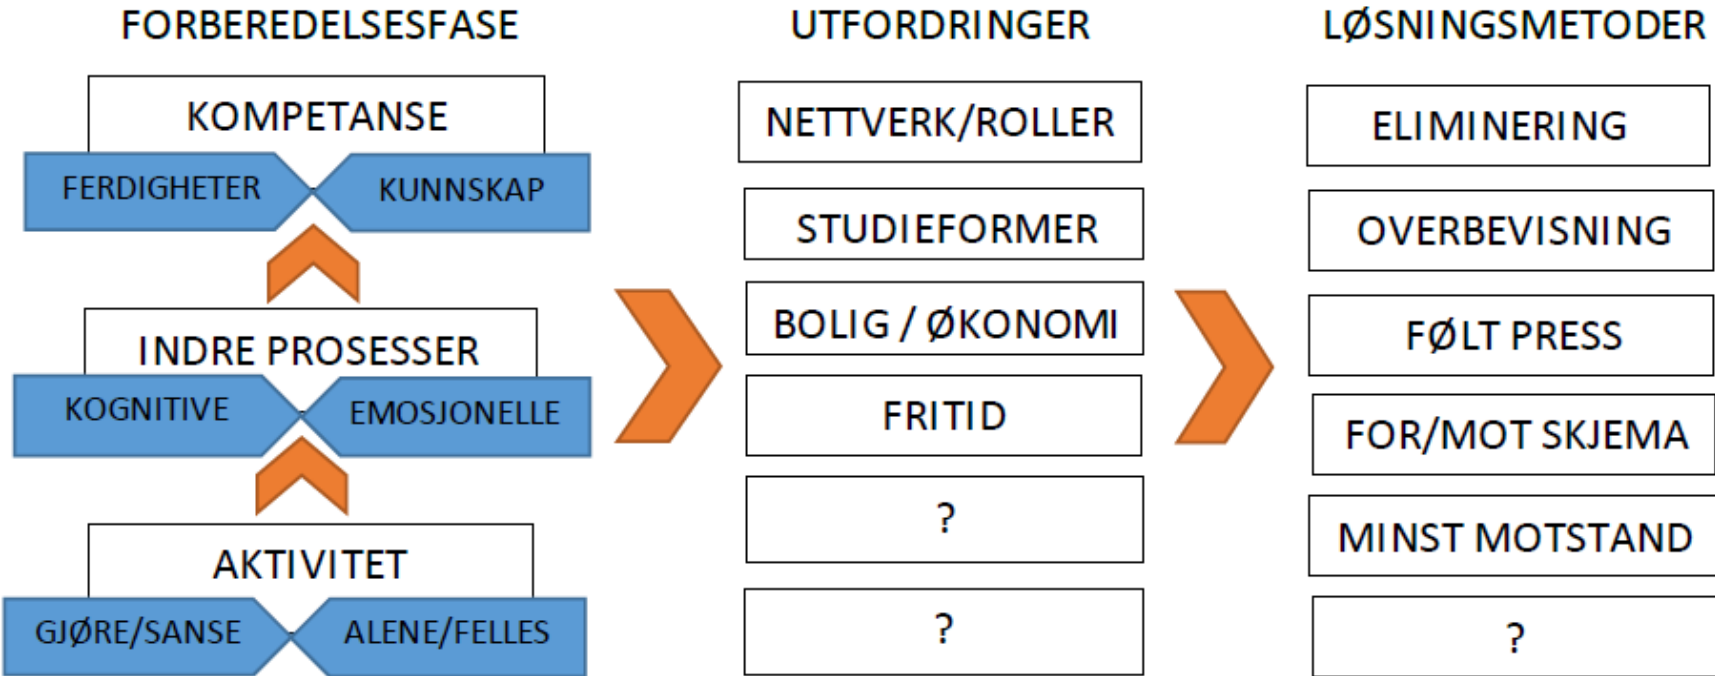 FORBEREDELSESFASE
KOMPETANSE
FERDIGHETER
KUNNSKAP
INDRE PROSESSER
KOGNITIVE
EMOSJONELLE
AKTIVITET
GJØRE/SANSE
ALENE/FELLES
UTFORDRINGER
NETTVERK/ROLLER
STUDIEFORMER
BOLIG / ØKONOMI
FRITID
?
?
LØSNINGSMETODER
ELIMINERING
OVERBEVISNING
FØLT PRESS
FOR/MOT SKJEMA
MINST MOTSTAND
?